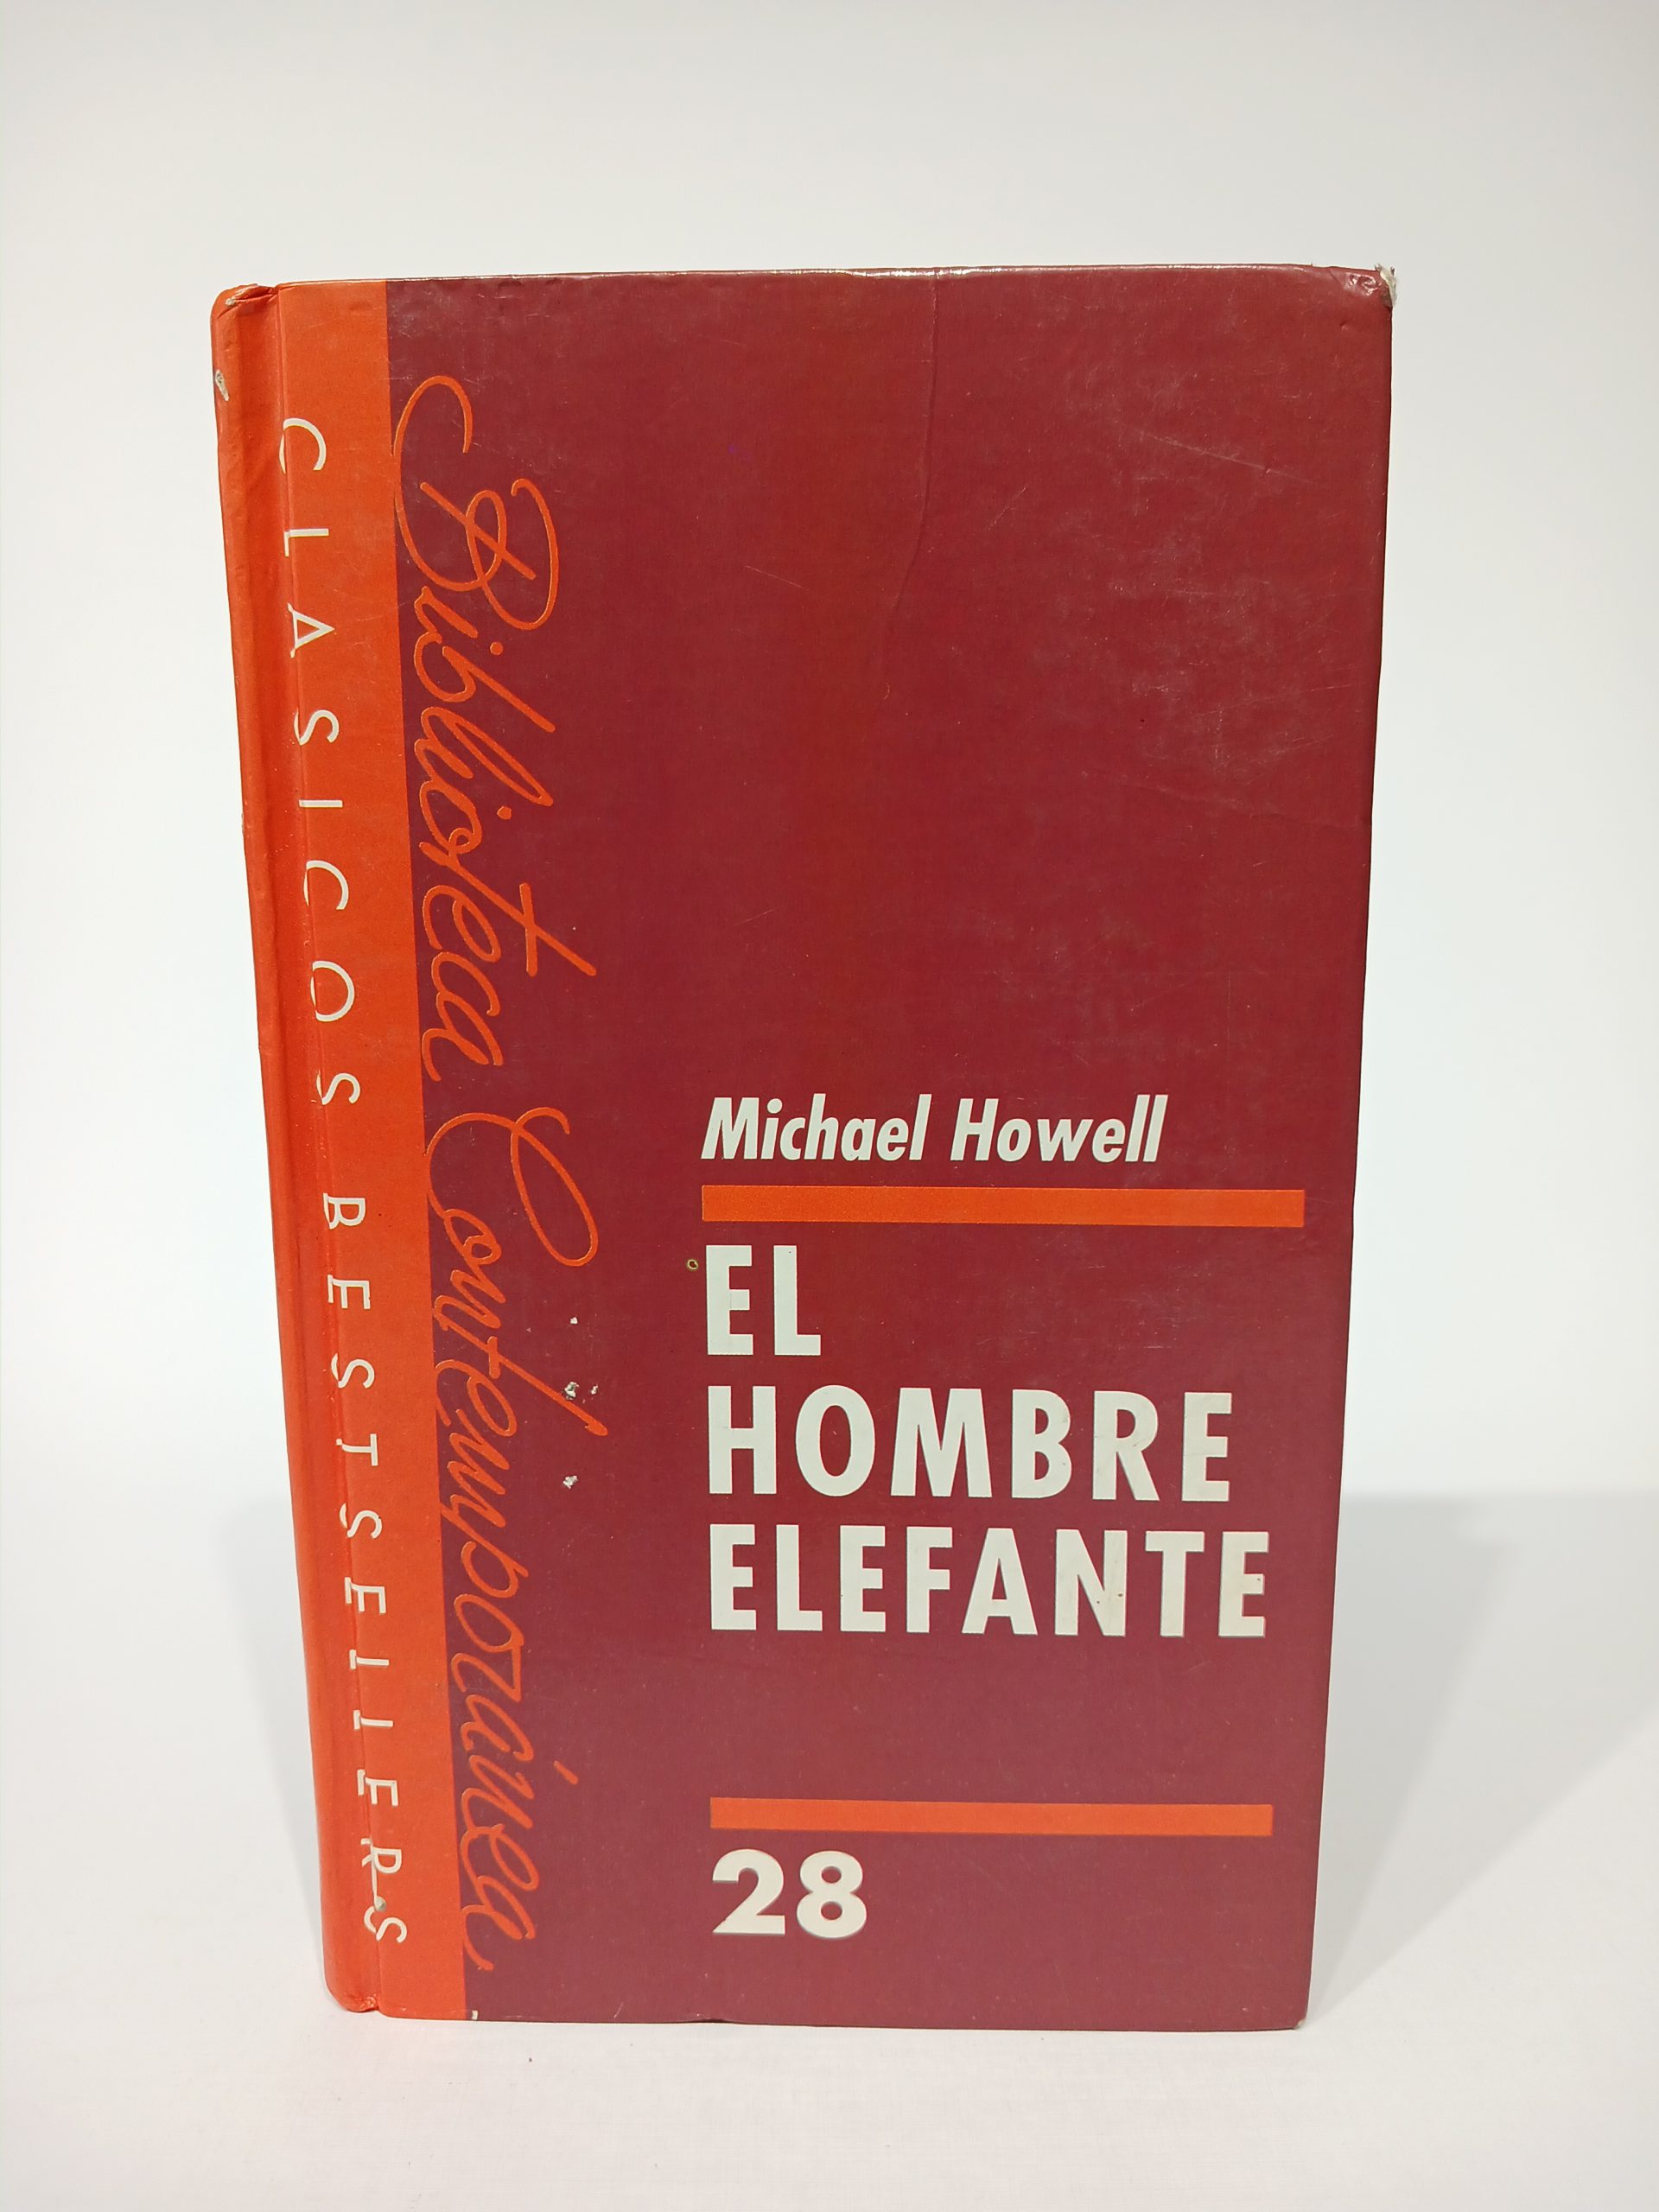 CLASICOS BESTSELLERS
Biblioteca Contemporánea
Michael Howell
EL
HOMBRE
ELEFANTE
28